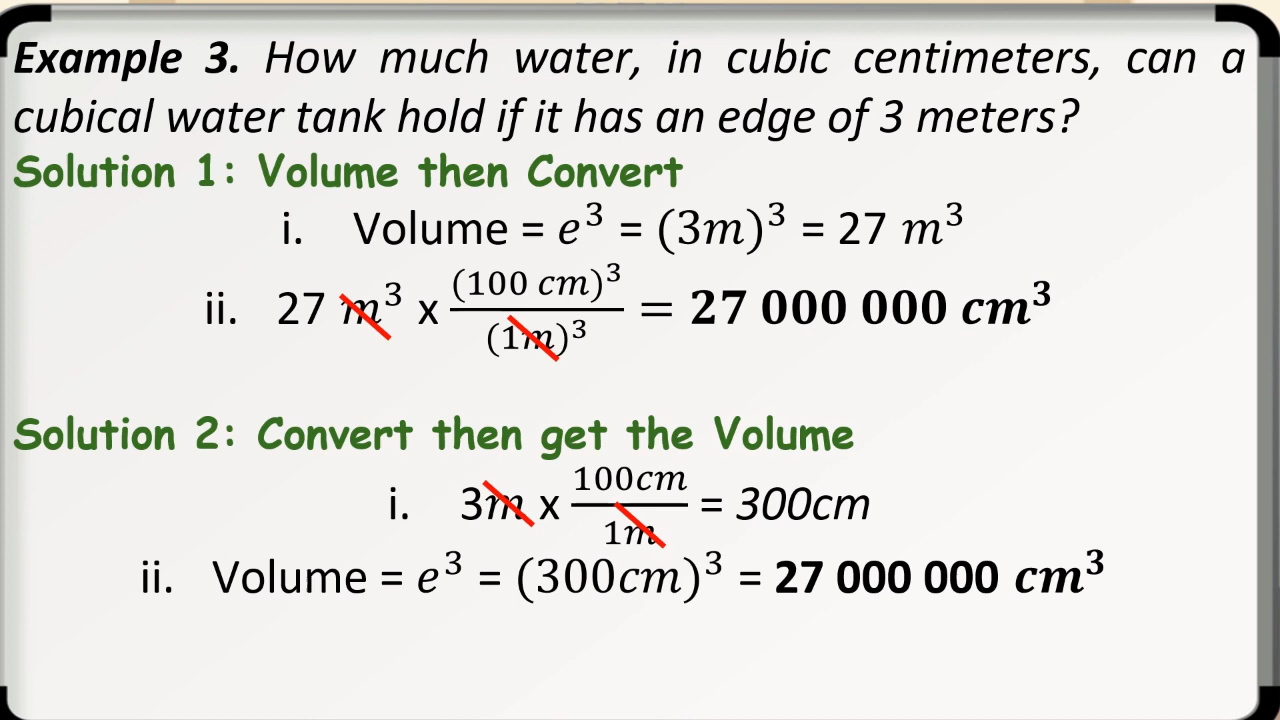 Example 3. How much water, in cubic centimeters, can a
cubical water tank hold if it has an edge of 3 meters?
Solution 1: Volume then Convert
i. Volume = e³ = (3m)³ = 27 m³
ii. 27 m³ x (100 cm)³/(1m)³ = 27 000 000 cm³
Solution 2: Convert then get the Volume
i. 3m x 100cm/1m = 300cm
ii. Volume = e³ = (300cm)³ = 27 000 000 cm³